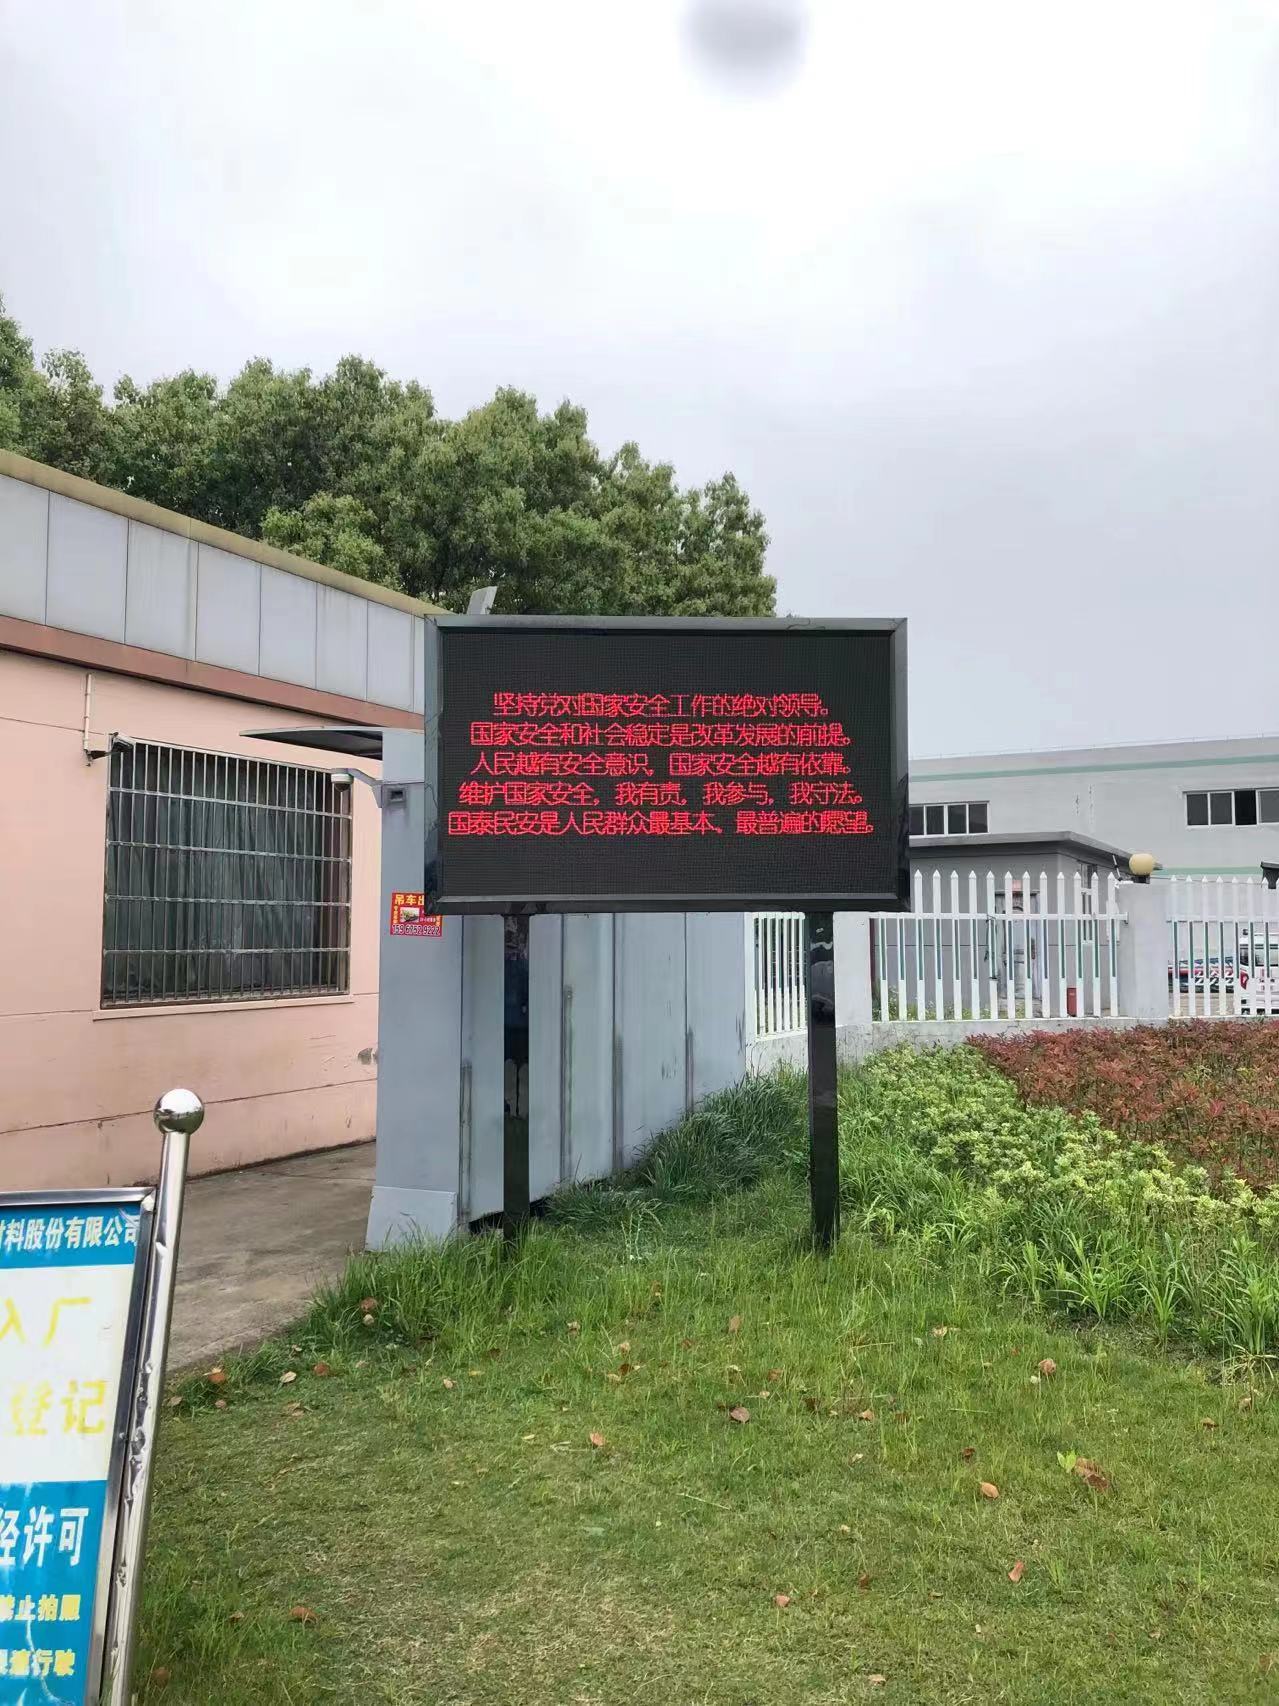 坚持党对国家安全工作的绝对领导。
国家安全和社会稳定是改革发展的前提。
人民越有安全意识，国家安全越有依靠。
维护国家安全，我有责，我参与，我守法。
国泰民安是人民群众最基本、最普遍的愿望。
吊车出
材料股份有限公司
入厂
登记
经许可
禁止拍照
行驶